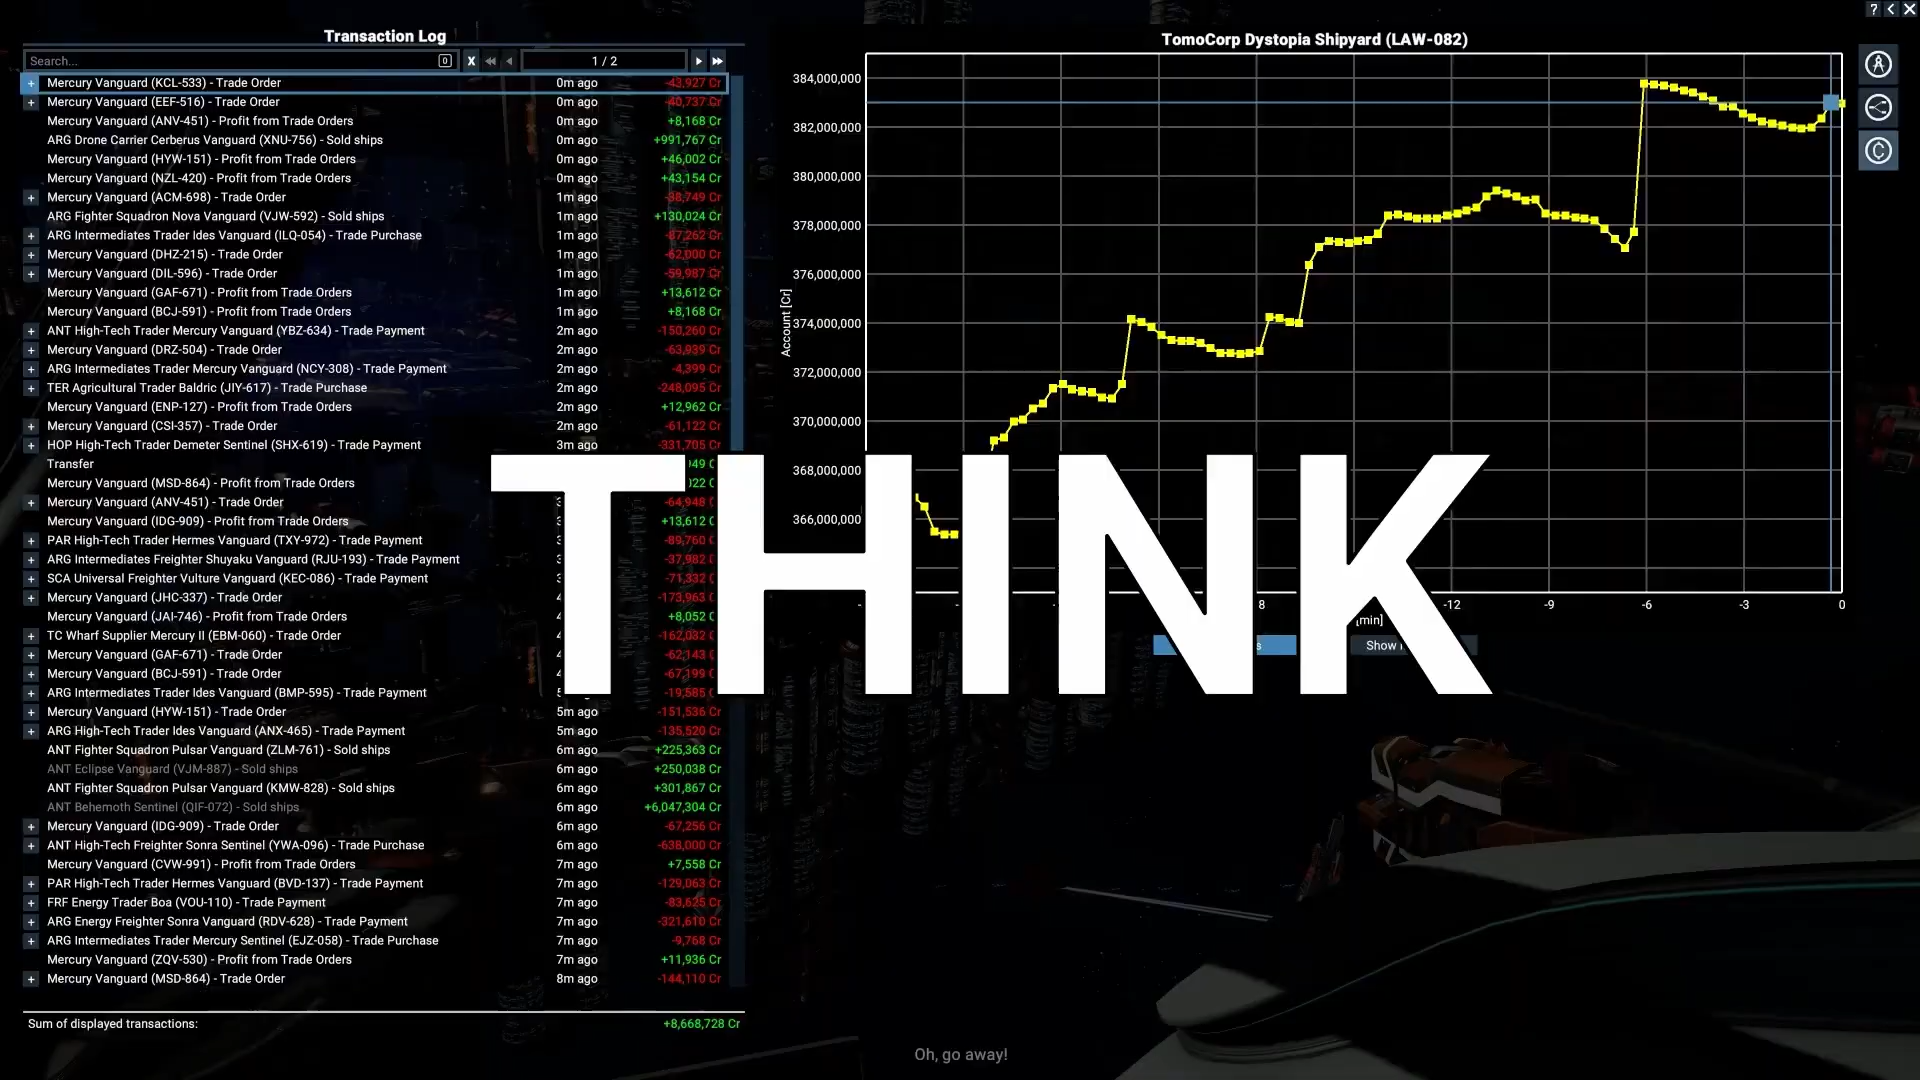 ? < X
Transaction Log
Search... 0 X 1 / 2
+ Mercury Vanguard (KCL-533) - Trade Order 0m ago -43,927 Cr
+ Mercury Vanguard (EEF-516) - Trade Order 0m ago -40,737 Cr
Mercury Vanguard (ANV-451) - Profit from Trade Orders 0m ago +8,168 Cr
ARG Drone Carrier Cerberus Vanguard (XNU-756) - Sold ships 0m ago +991,767 Cr
Mercury Vanguard (HYW-151) - Profit from Trade Orders 0m ago +46,002 Cr
Mercury Vanguard (NZL-420) - Profit from Trade Orders 0m ago +43,154 Cr
+ Mercury Vanguard (ACM-698) - Trade Order 1m ago -38,749 Cr
ARG Fighter Squadron Nova Vanguard (VJW-592) - Sold ships 1m ago +130,024 Cr
+ ARG Intermediates Trader Ides Vanguard (ILQ-054) - Trade Purchase 1m ago -87,262 Cr
+ Mercury Vanguard (DHZ-215) - Trade Order 1m ago -62,000 Cr
+ Mercury Vanguard (DIL-596) - Trade Order 1m ago -59,987 Cr
Mercury Vanguard (GAF-671) - Profit from Trade Orders 1m ago +13,612 Cr
Mercury Vanguard (BCJ-591) - Profit from Trade Orders 1m ago +8,168 Cr
+ ANT High-Tech Trader Mercury Vanguard (YBZ-634) - Trade Payment 2m ago -150,260 Cr
+ Mercury Vanguard (DRZ-504) - Trade Order 2m ago -63,939 Cr
+ ARG Intermediates Trader Mercury Vanguard (NCY-308) - Trade Payment 2m ago -4,399 Cr
+ TER Agricultural Trader Baldric (JIY-617) - Trade Purchase 2m ago -248,095 Cr
Mercury Vanguard (ENP-127) - Profit from Trade Orders 2m ago +12,962 Cr
+ Mercury Vanguard (CSI-357) - Trade Order 2m ago -61,122 Cr
+ HOP High-Tech Trader Demeter Sentinel (SHX-619) - Trade Payment 3m ago -331,705 Cr
Transfer
Mercury Vanguard (MSD-864) - Profit from Trade Orders
+ Mercury Vanguard (ANV-451) - Trade Order -64,948
Mercury Vanguard (IDG-909) - Profit from Trade Orders +13,612
+ PAR High-Tech Trader Hermes Vanguard (TXY-972) - Trade Payment -89,760
+ ARG Intermediates Freighter Shuyaku Vanguard (RJU-193) - Trade Payment -37,982
+ SCA Universal Freighter Vulture Vanguard (KEC-086) - Trade Payment -71,332
+ Mercury Vanguard (JHC-337) - Trade Order -173,963
Mercury Vanguard (JAI-746) - Profit from Trade Orders +8,052
+ TC Wharf Supplier Mercury II (EBM-060) - Trade Order -162,032
+ Mercury Vanguard (GAF-671) - Trade Order -62,143
+ Mercury Vanguard (BCJ-591) - Trade Order -67,199
+ ARG Intermediates Trader Ides Vanguard (BMP-595) - Trade Payment -19,585
+ Mercury Vanguard (HYW-151) - Trade Order 5m ago -151,536 Cr
+ ARG High-Tech Trader Ides Vanguard (ANX-465) - Trade Payment 5m ago -135,520 Cr
ANT Fighter Squadron Pulsar Vanguard (ZLM-761) - Sold ships 6m ago +225,363 Cr
ANT Eclipse Vanguard (VJM-887) - Sold ships 6m ago +250,038 Cr
ANT Fighter Squadron Pulsar Vanguard (KMW-828) - Sold ships 6m ago +301,867 Cr
ANT Behemoth Sentinel (QIF-072) - Sold ships 6m ago +6,047,304 Cr
+ Mercury Vanguard (IDG-909) - Trade Order 6m ago -67,256 Cr
+ ANT High-Tech Freighter Sonra Sentinel (YWA-096) - Trade Purchase 6m ago -638,000 Cr
Mercury Vanguard (CVW-991) - Profit from Trade Orders 7m ago +7,558 Cr
+ PAR High-Tech Trader Hermes Vanguard (BVD-137) - Trade Payment 7m ago -129,063 Cr
+ FRF Energy Trader Boa (VOU-110) - Trade Payment 7m ago -83,625 Cr
+ ARG Energy Freighter Sonra Vanguard (RDV-628) - Trade Payment 7m ago -321,610 Cr
+ ARG Intermediates Trader Mercury Sentinel (EJZ-058) - Trade Purchase 7m ago -9,768 Cr
Mercury Vanguard (ZQV-530) - Profit from Trade Orders 7m ago +11,936 Cr
+ Mercury Vanguard (MSD-864) - Trade Order 8m ago -144,110 Cr
Sum of displayed transactions: +8,668,728 Cr
TomoCorp Dystopia Shipyard (LAW-082)
Account [Cr]
384,000,000
382,000,000
380,000,000
378,000,000
376,000,000
374,000,000
372,000,000
370,000,000
368,000,000
366,000,000
-12 -9 -6 -3 0
[min]
Show
THINK
Oh, go away!